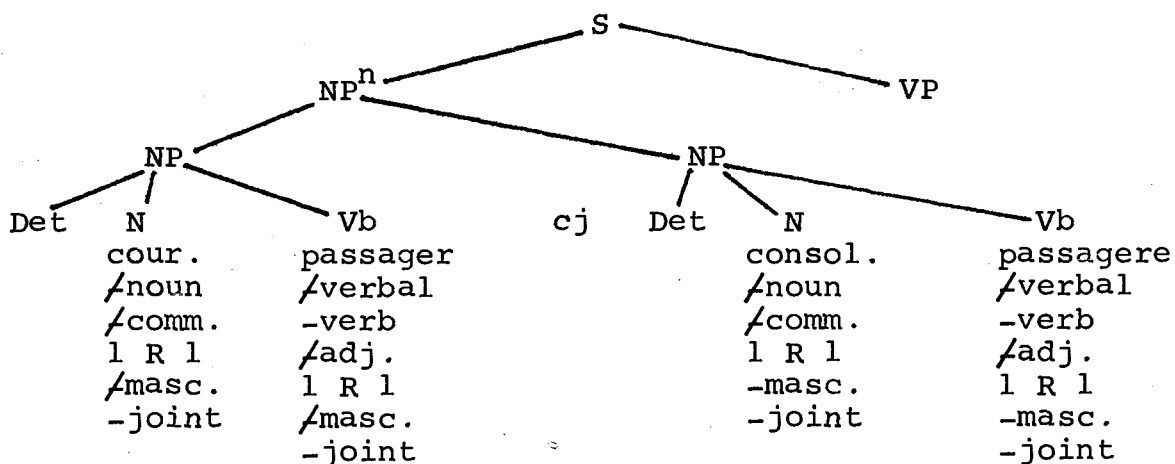 S
NPⁿ VP
NP NP
Det N Vb cj Det N Vb
cour. passager consol. passagere
⌿noun ⌿verbal ⌿noun ⌿verbal
⌿comm. -verb ⌿comm. -verb
1 R 1 ⌿adj. 1 R 1 ⌿adj.
⌿masc. 1 R 1 -masc. 1 R 1
-joint ⌿masc. -joint -masc.
-joint -joint